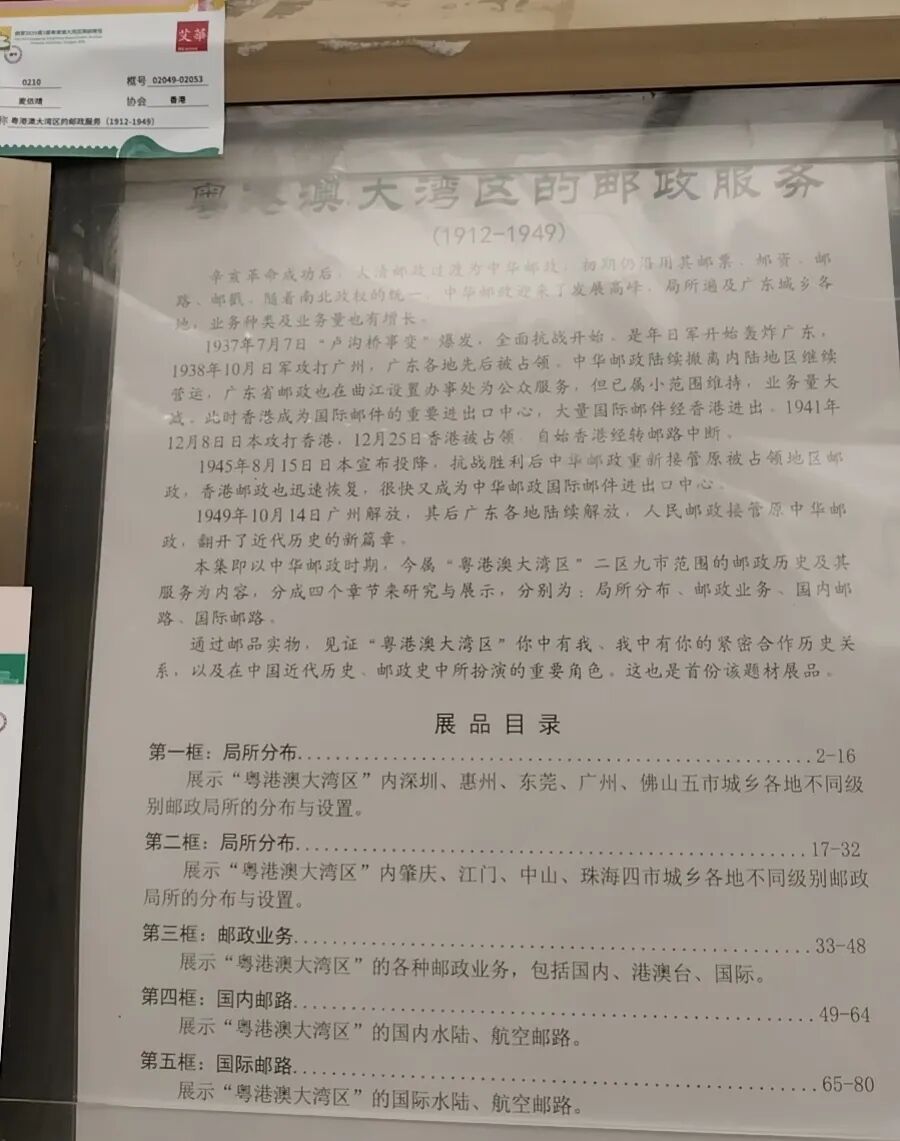 艾華
0210
框号 02049-02053
麦依晴
协会 香港
称 粤港澳大湾区的邮政服务（1912-1949）
粤港澳大湾区的邮政服务
(1912-1949)
辛亥革命成功后，大清邮政过渡为中华邮政，初期仍沿用其邮票、邮资、邮
路、邮戳。随着南北政权的统一，中华邮政迎来了发展高峰，局所遍及广东城乡各
地，业务种类及业务量也有增长。
1937年7月7日“卢沟桥事变”爆发，全面抗战开始。是年日军开始轰炸广东，
1938年10月日军攻打广州，广东各地先后被占领。中华邮政陆续撤离内陆地区继续
营运，广东省邮政也在曲江设置办事处为公众服务，但已属小范围维持，业务量大
减。此时香港成为国际邮件的重要进出口中心，大量国际邮件经香港进出。1941年
12月8日日本攻打香港，12月25日香港被占领，自始香港经转邮路中断。
1945年8月15日日本宣布投降，抗战胜利后中华邮政重新接管原被占领地区邮
政，香港邮政也迅速恢复，很快又成为中华邮政国际邮件进出口中心。
1949年10月14日广州解放，其后广东各地陆续解放，人民邮政接管原中华邮
政，翻开了近代历史的新篇章。
本集即以中华邮政时期，今属“粤港澳大湾区”二区九市范围的邮政历史及其
服务为内容，分成四个章节来研究与展示，分别为：局所分布、邮政业务、国内邮
路、国际邮路。
通过邮品实物，见证“粤港澳大湾区”你中有我、我中有你的紧密合作历史关
系，以及在中国近代历史、邮政史中所扮演的重要角色。这也是首份该题材展品。
展品目录
第一框：局所分布........................................2-16
展示“粤港澳大湾区”内深圳、惠州、东莞、广州、佛山五市城乡各地不同级
别邮政局所的分布与设置。
第二框：局所分布........................................17-32
展示“粤港澳大湾区”内肇庆、江门、中山、珠海四市城乡各地不同级别邮政
局所的分布与设置。
第三框：邮政业务........................................33-48
展示“粤港澳大湾区”的各种邮政业务，包括国内、港澳台、国际。
第四框：国内邮路........................................49-64
展示“粤港澳大湾区”的国内水陆、航空邮路。
第五框：国际邮路........................................65-80
展示“粤港澳大湾区”的国际水陆、航空邮路。